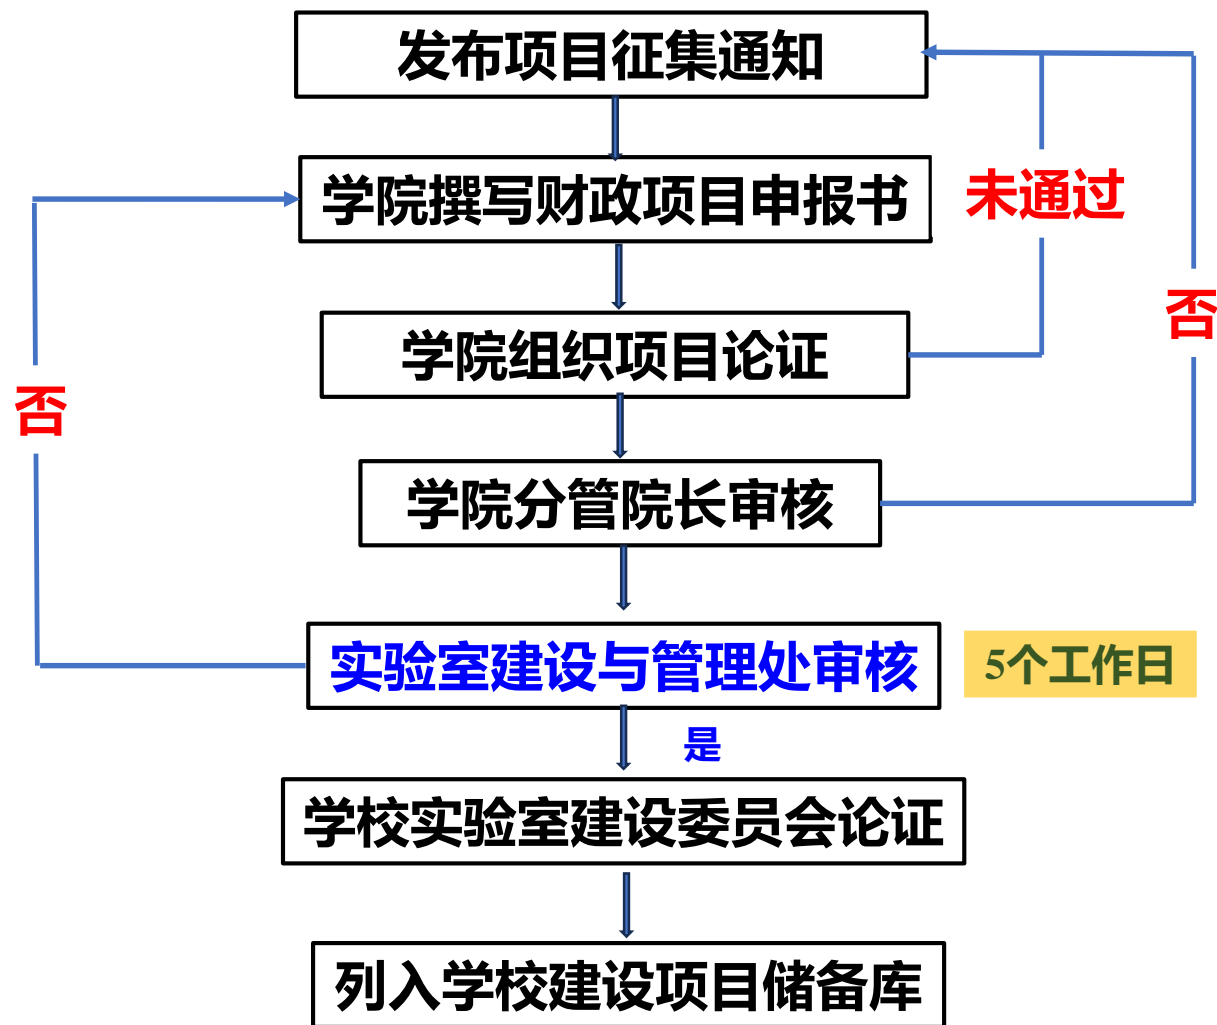 发布项目征集通知
学院撰写财政项目申报书
未通过
否
学院组织项目论证
否
学院分管院长审核
实验室建设与管理处审核
5个工作日
是
学校实验室建设委员会论证
列入学校建设项目储备库